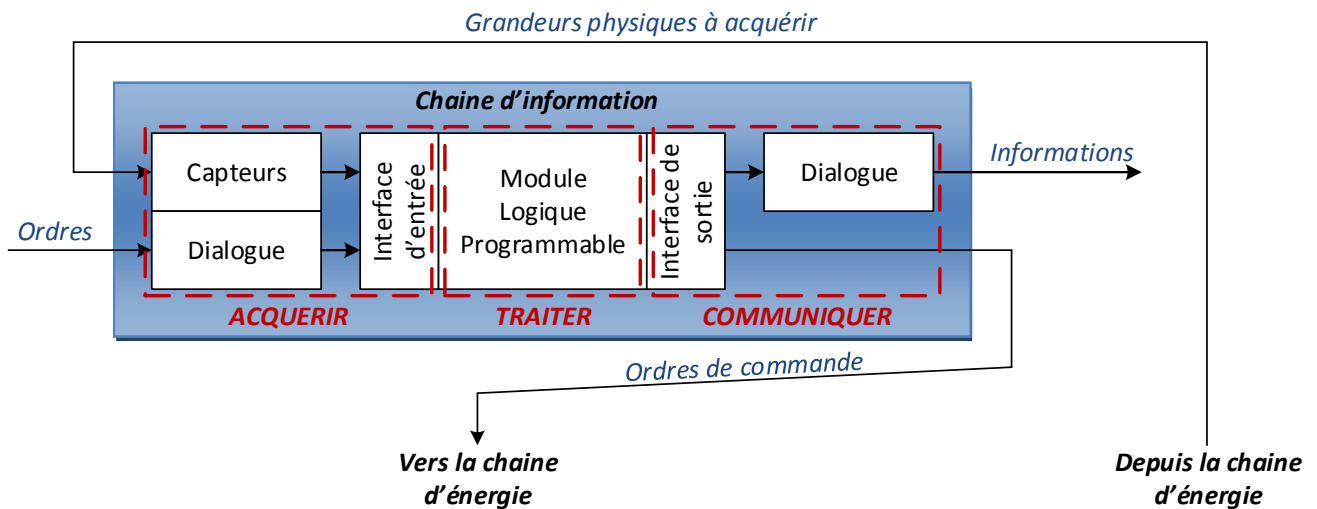 Grandeurs physiques à acquérir
Chaine d’information
Capteurs
Dialogue
Interface
d’entrée
Module
Logique
Programmable
Interface de
sortie
Dialogue
Informations
Ordres
ACQUERIR
TRAITER
COMMUNIQUER
Ordres de commande
Vers la chaine
d’énergie
Depuis la chaine
d’énergie